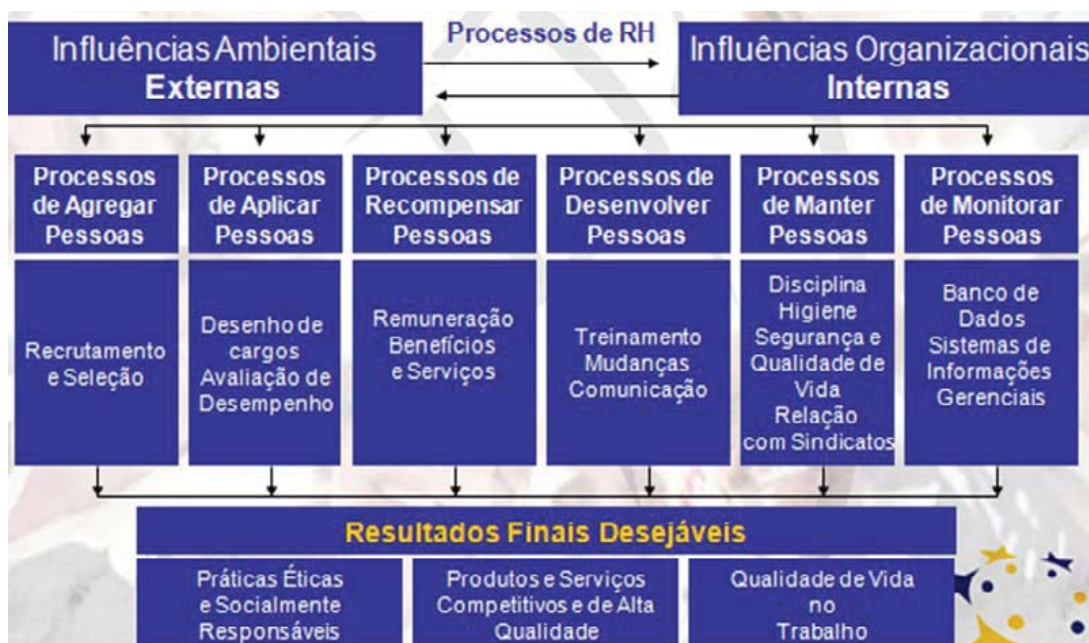 Influências Ambientais
Externas
Processos de RH
Influências Organizacionais
Internas
Processos
de Agregar
Pessoas
Processos
de Aplicar
Pessoas
Processos de
Recompensar
Pessoas
Processos de
Desenvolver
Pessoas
Processos
de Manter
Pessoas
Processos
de Monitorar
Pessoas
Recrutamento
e Seleção
Desenho de
cargos
Avaliação de
Desempenho
Remuneração
Benefícios
e Serviços
Treinamento
Mudanças
Comunicação
Disciplina
Higiene
Segurança e
Qualidade de
Vida
Relação
com Sindicatos
Banco de
Dados
Sistemas de
Informações
Gerenciais
Resultados Finais Desejáveis
Práticas Éticas
e Socialmente
Responsáveis
Produtos e Serviços
Competitivos e de Alta
Qualidade
Qualidade de Vida
no
Trabalho